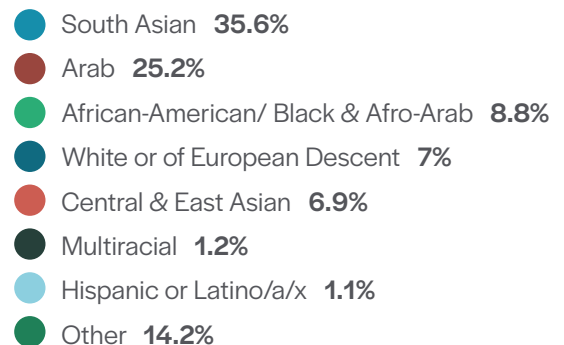 South Asian 35.6%
Arab 25.2%
African-American/ Black & Afro-Arab 8.8%
White or of European Descent 7%
Central & East Asian 6.9%
Multiracial 1.2%
Hispanic or Latino/a/x 1.1%
Other 14.2%